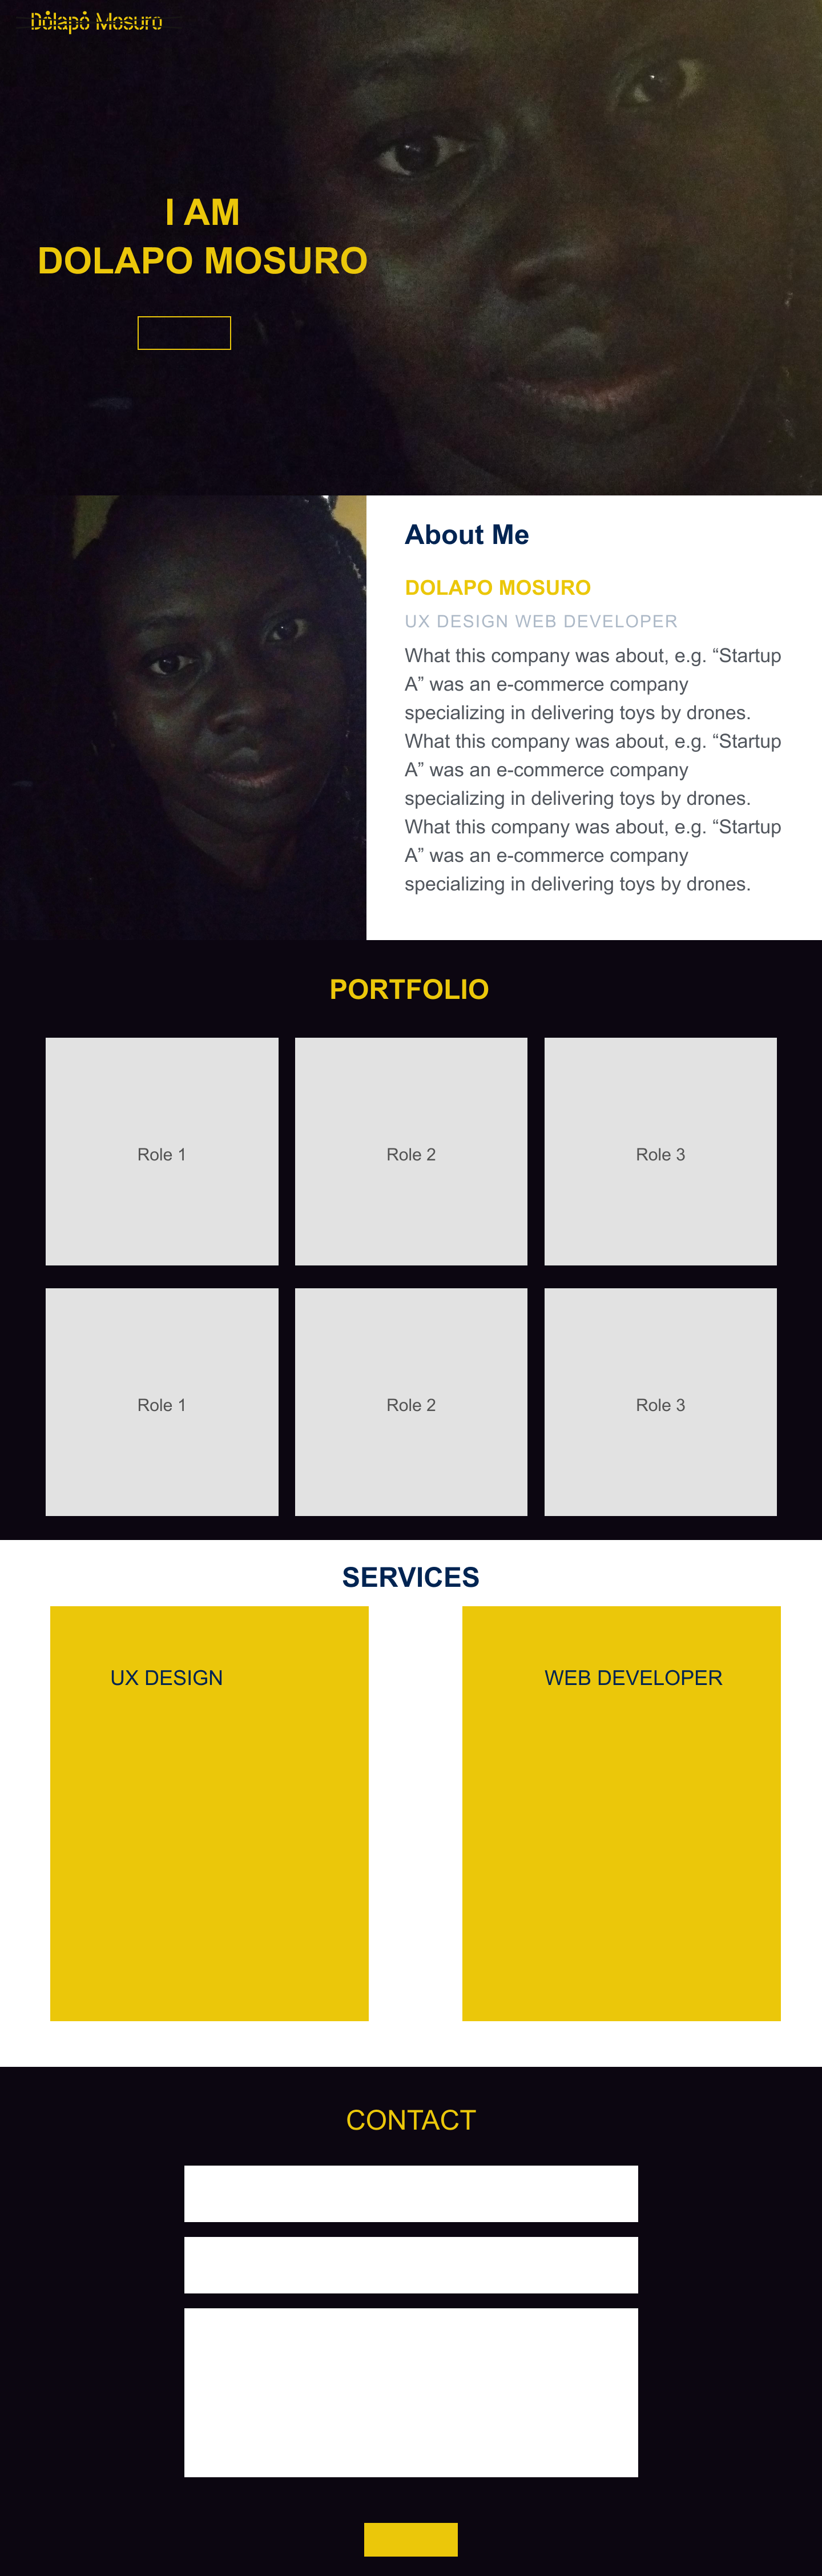 Dolapo Mosuro
I AM
DOLAPO MOSURO
About Me
DOLAPO MOSURO
UX DESIGN WEB DEVELOPER
What this company was about, e.g. “Startup
A” was an e-commerce company
specializing in delivering toys by drones.
What this company was about, e.g. “Startup
A” was an e-commerce company
specializing in delivering toys by drones.
What this company was about, e.g. “Startup
A” was an e-commerce company
specializing in delivering toys by drones.
PORTFOLIO
Role 1
Role 2
Role 3
Role 1
Role 2
Role 3
SERVICES
UX DESIGN
WEB DEVELOPER
CONTACT